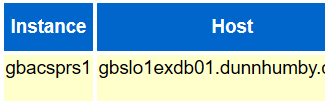 Instance Host
gbacsprs1 gbslo1exdb01.dunnhumby.